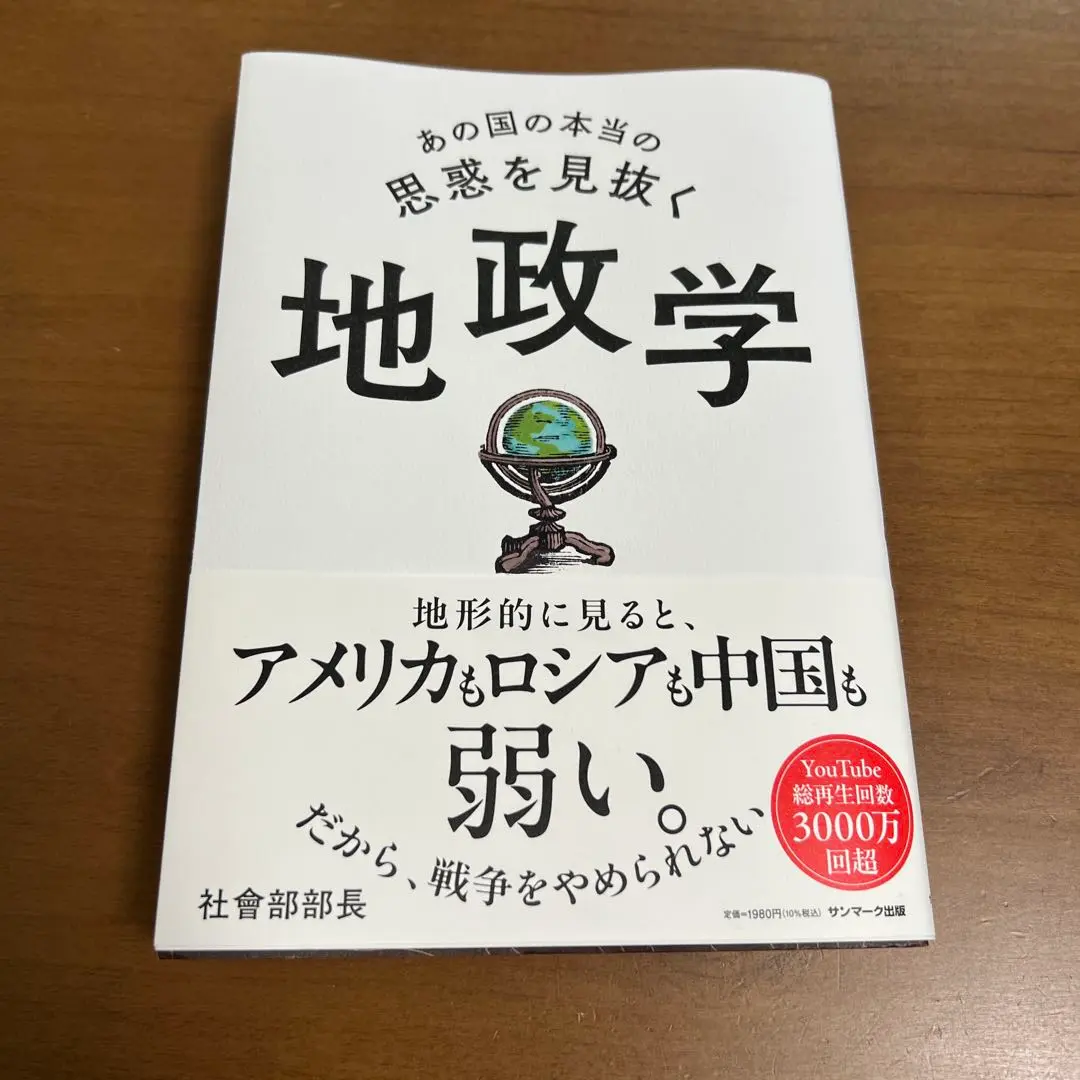 あの国の本当の
思惑を見抜く
地政学
地形的に見ると、
アメリカもロシアも中国も
弱い。
だから、戦争をやめられない
YouTube
総再生回数
3000万
回超
社會部部長
定価=1980円(10%税込) サンマーク出版